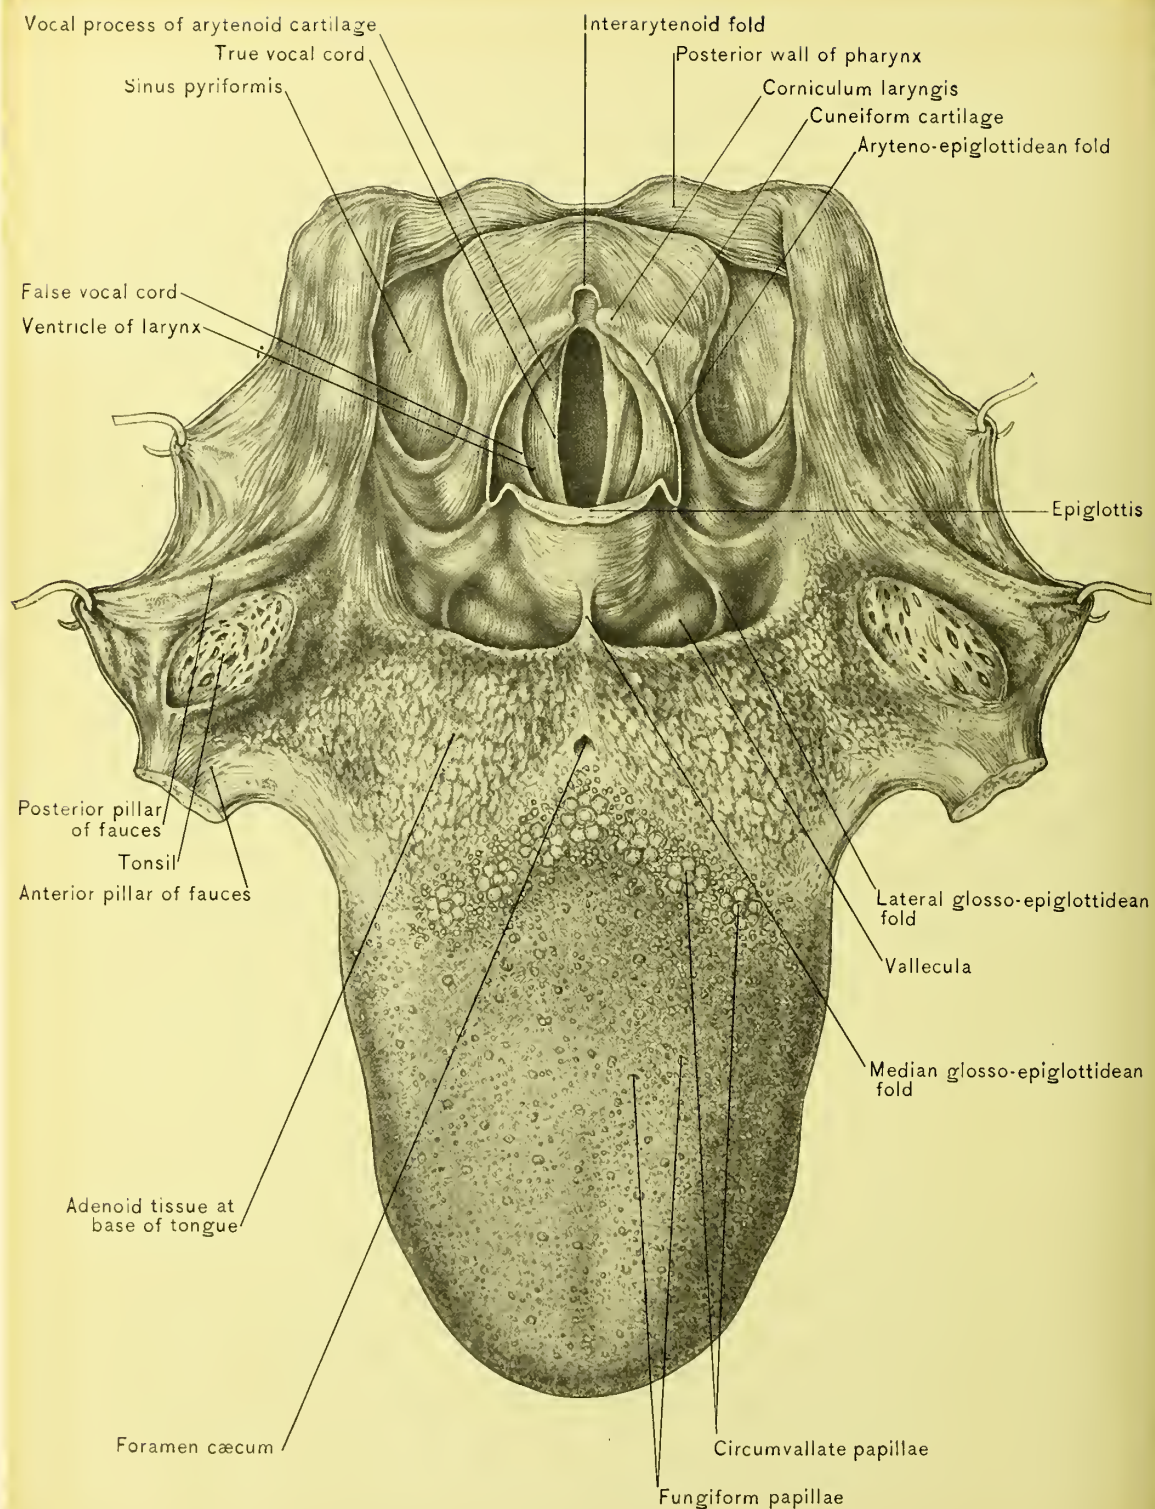 Vocal process of arytenoid cartilage
True vocal cord
Sinus pyriformis
Interarytenoid fold
Posterior wall of pharynx
Corniculum laryngis
Cuneiform cartilage
Aryteno-epiglottidean fold
False vocal cord
Ventricle of larynx
Epiglottis
Posterior pillar
of fauces
Tonsil
Anterior pillar of fauces
Lateral glosso-epiglottidean
fold
Vallecula
Median glosso-epiglottidean
fold
Adenoid tissue at
base of tongue
Foramen cæcum
Circumvallate papillae
Fungiform papillae